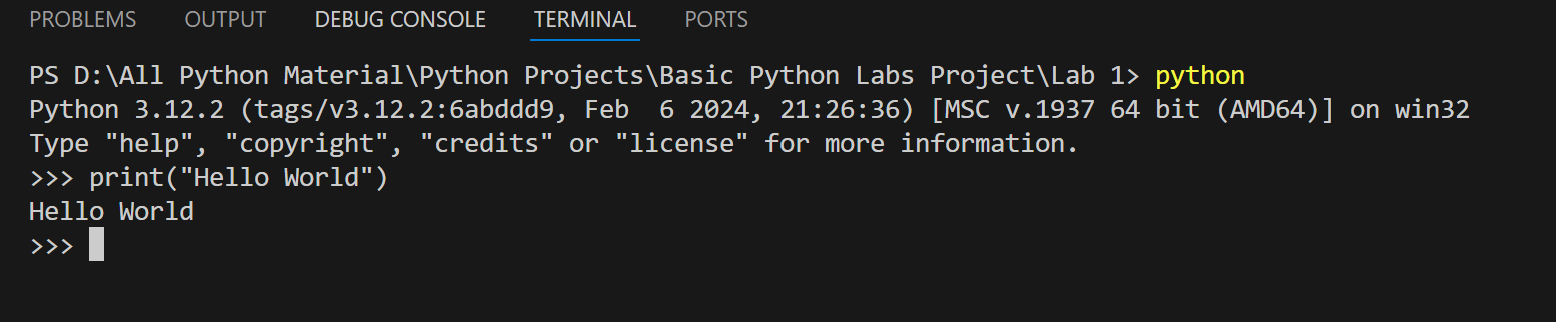 PROBLEMS OUTPUT DEBUG CONSOLE TERMINAL PORTS
PS D:\All Python Material\Python Projects\Basic Python Labs Project\Lab 1> python
Python 3.12.2 (tags/v3.12.2:6abddd9, Feb  6 2024, 21:26:36) [MSC v.1937 64 bit (AMD64)] on win32
Type "help", "copyright", "credits" or "license" for more information.
>>> print("Hello World")
Hello World
>>>